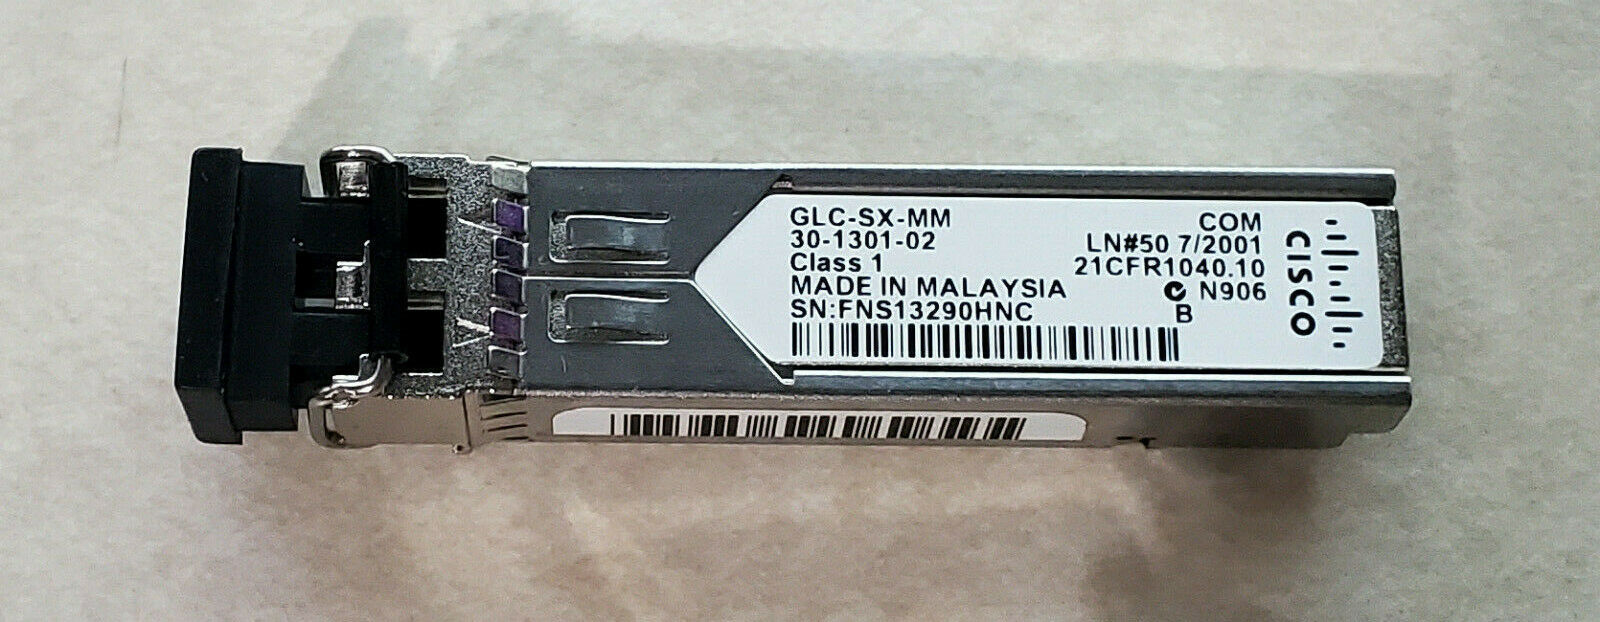 GLC-SX-MM
30-1301-02
Class 1
MADE IN MALAYSIA
SN:FNS13290HNC
COM
LN#50 7/2001
21CFR1040.10
N906
B
CISCO